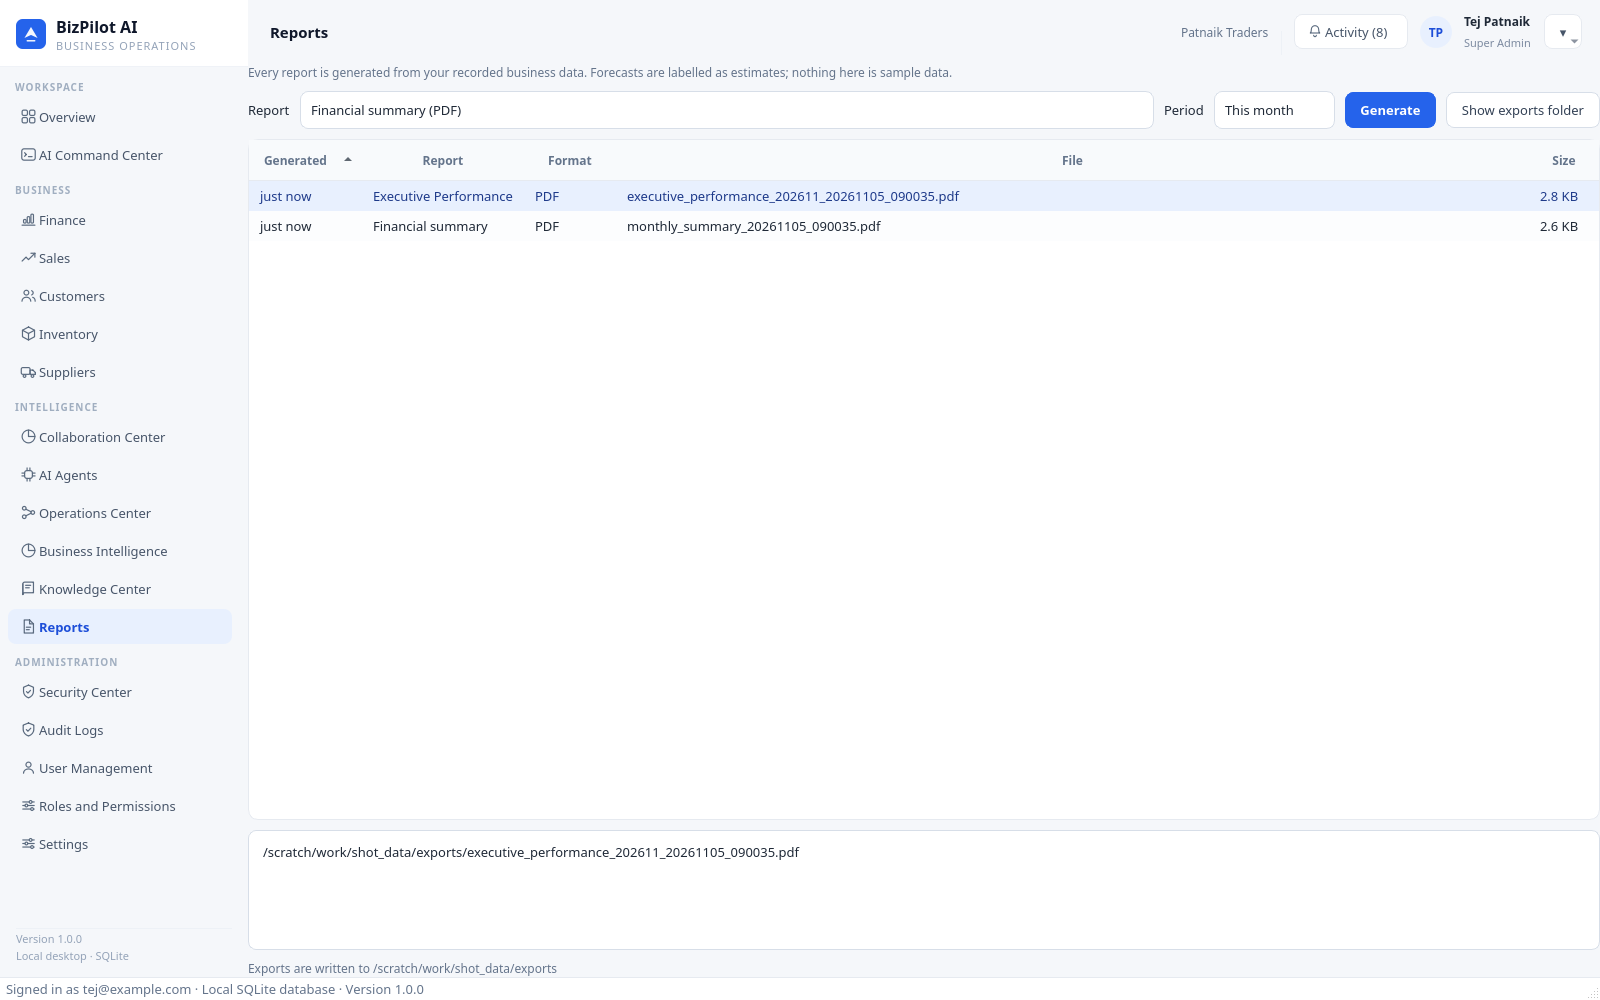 BizPilot AI
BUSINESS OPERATIONS
WORKSPACE
Overview
AI Command Center
BUSINESS
Finance
Sales
Customers
Inventory
Suppliers
INTELLIGENCE
Collaboration Center
AI Agents
Operations Center
Business Intelligence
Knowledge Center
Reports
ADMINISTRATION
Security Center
Audit Logs
User Management
Roles and Permissions
Settings
Version 1.0.0
Local desktop · SQLite
Reports
Patnaik Traders
Activity (8)
TP
Tej Patnaik
Super Admin
Every report is generated from your recorded business data. Forecasts are labelled as estimates; nothing here is sample data.
Report Financial summary (PDF) Period This month Generate Show exports folder
Generated Report Format File Size
just now Executive Performance PDF executive_performance_202611_20261105_090035.pdf 2.8 KB
just now Financial summary PDF monthly_summary_20261105_090035.pdf 2.6 KB
/scratch/work/shot_data/exports/executive_performance_202611_20261105_090035.pdf
Exports are written to /scratch/work/shot_data/exports
Signed in as tej@example.com · Local SQLite database · Version 1.0.0